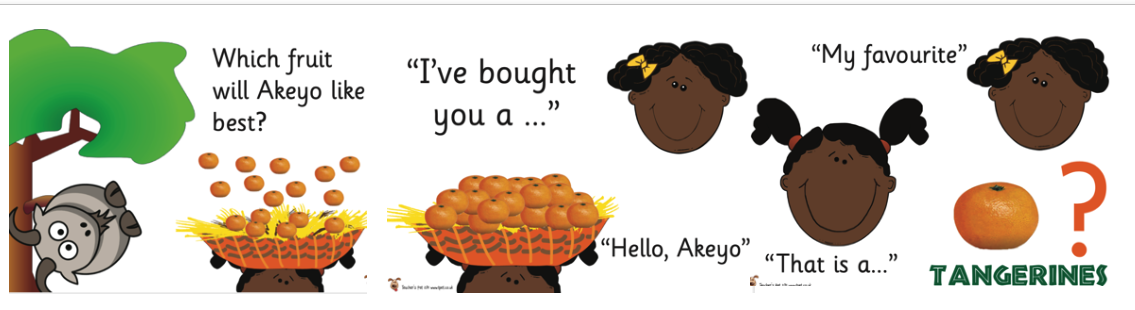 Which fruit
will Akeyo like
best?
“I’ve bought
you a ...”
“Hello, Akeyo”
“My favourite”
“That is a...”
?
TANGERINES